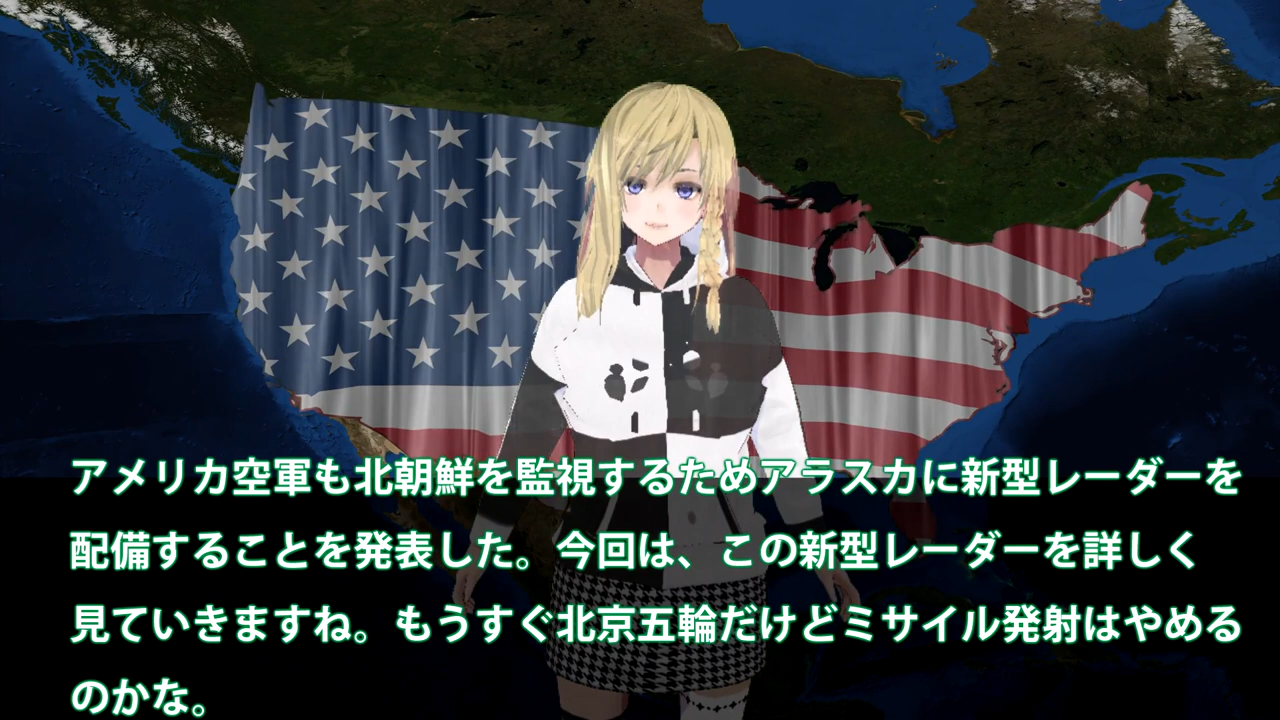 アメリカ空軍も北朝鮮を監視するためアラスカに新型レーダーを
配備することを発表した。今回は、この新型レーダーを詳しく
見ていきますね。もうすぐ北京五輪だけどミサイル発射はやめる
のかな。